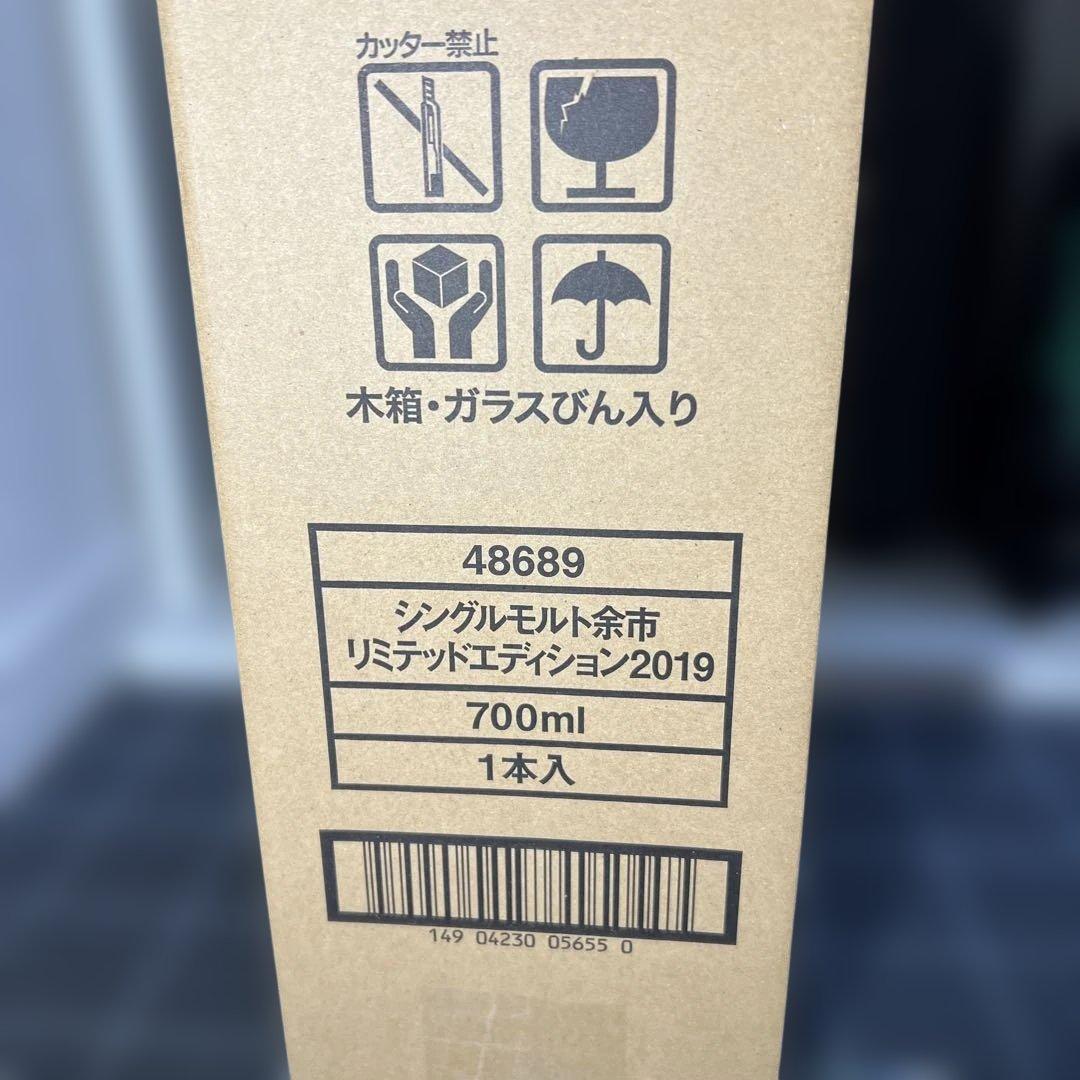 カッター禁止
木箱・ガラスびん入り
48689
シングルモルト余市
リミテッドエディション2019
700ml
1本入
149 04230 05655 0